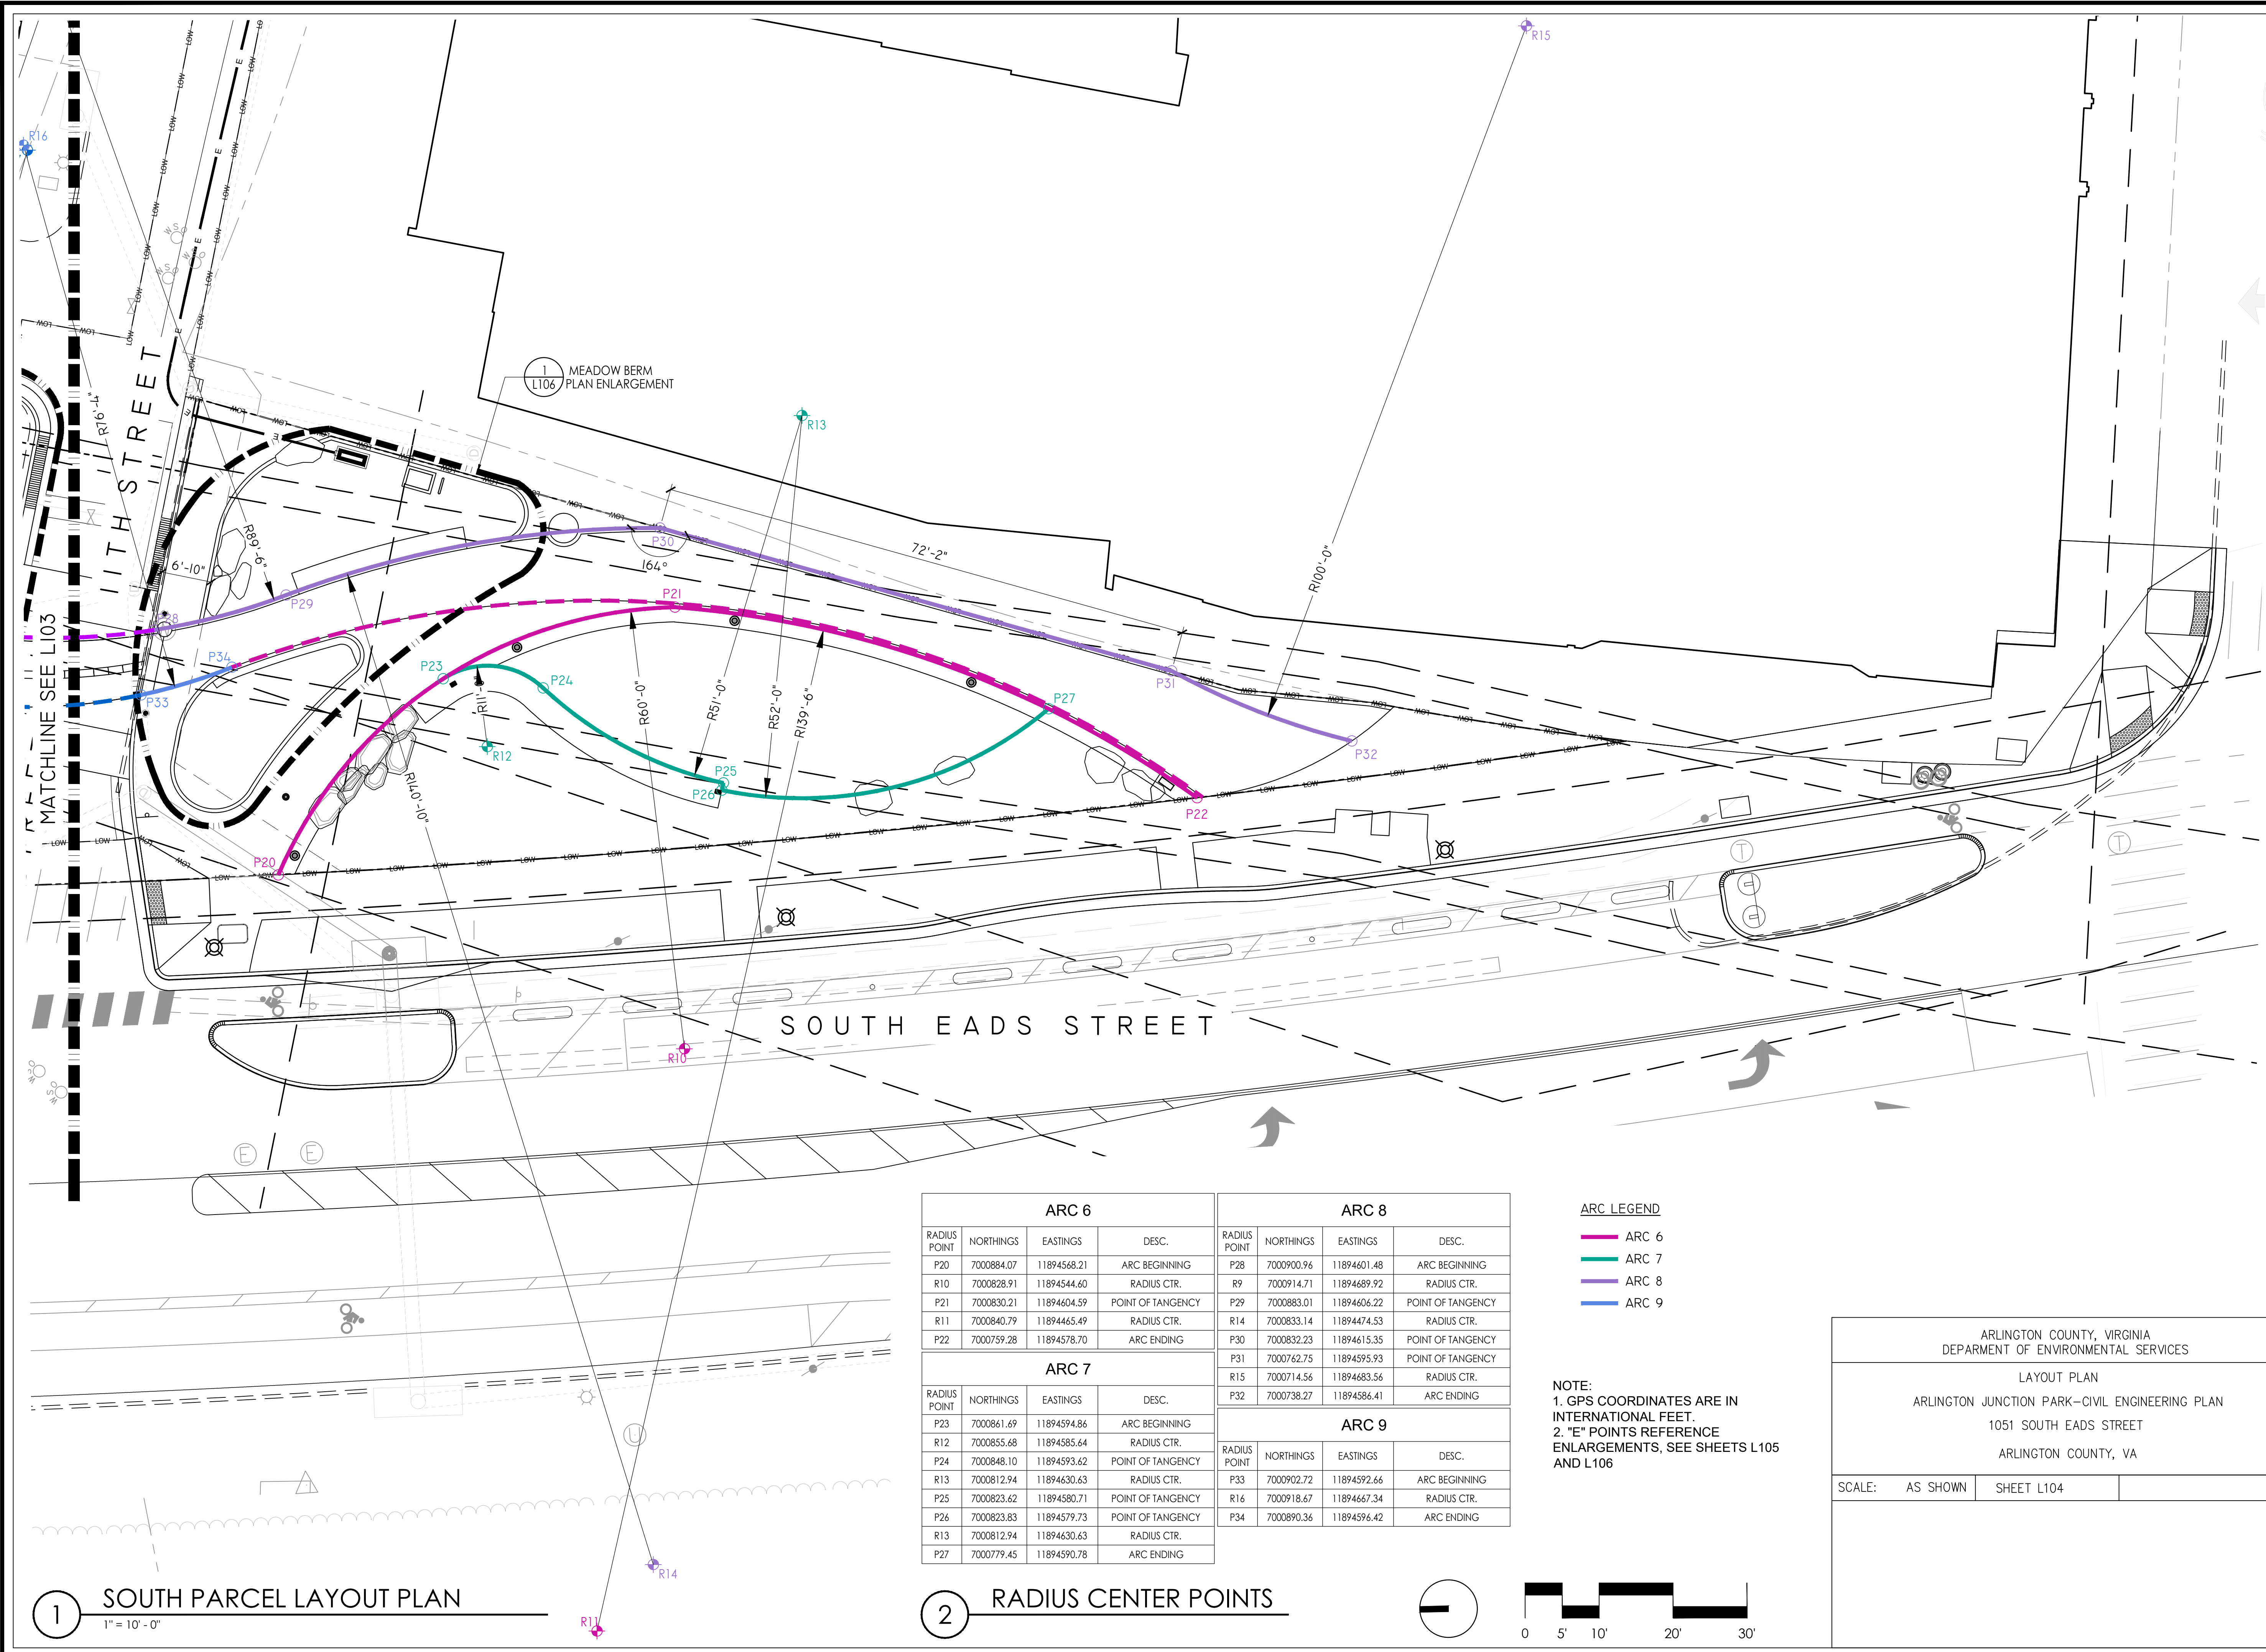 R15
R16
R13
R76'-4"
MATCHLINE SEE L103
TH STREET
1
L106
MEADOW BERM
PLAN ENLARGEMENT
R89'-6"
6'-10"
P28
P29
P30
164°
72'-2"
R100'-0"
P21
P34
P33
P23
P24
R11'-0"
R12
R60'-0"
R51'-0"
R52'-0"
R139'-6"
R140'-10"
P25
P26
P27
P31
P32
P22
P20
R10
SOUTH EADS STREET
E E E E
LOW LOW LOW LOW
W S O
T
E E
U
R14
R11
ARC 6
RADIUS POINT NORTHINGS EASTINGS DESC.
P20 7000884.07 11894568.21 ARC BEGINNING
R10 7000828.91 11894544.60 RADIUS CTR.
P21 7000830.21 11894604.59 POINT OF TANGENCY
R11 7000840.79 11894465.49 RADIUS CTR.
P22 7000759.28 11894578.70 ARC ENDING
ARC 7
RADIUS POINT NORTHINGS EASTINGS DESC.
P23 7000861.69 11894594.86 ARC BEGINNING
R12 7000855.68 11894585.64 RADIUS CTR.
P24 7000848.10 11894593.62 POINT OF TANGENCY
R13 7000812.94 11894630.63 RADIUS CTR.
P25 7000823.62 11894580.71 POINT OF TANGENCY
P26 7000823.83 11894579.73 POINT OF TANGENCY
R13 7000812.94 11894630.63 RADIUS CTR.
P27 7000779.45 11894590.78 ARC ENDING
ARC 8
RADIUS POINT NORTHINGS EASTINGS DESC.
P28 7000900.96 11894601.48 ARC BEGINNING
R9 7000914.71 11894689.92 RADIUS CTR.
P29 7000883.01 11894606.22 POINT OF TANGENCY
R14 7000833.14 11894474.53 RADIUS CTR.
P30 7000832.23 11894615.35 POINT OF TANGENCY
P31 7000762.75 11894595.93 POINT OF TANGENCY
R15 7000714.56 11894683.56 RADIUS CTR.
P32 7000738.27 11894586.41 ARC ENDING
ARC 9
RADIUS POINT NORTHINGS EASTINGS DESC.
P33 7000902.72 11894592.66 ARC BEGINNING
R16 7000918.67 11894667.34 RADIUS CTR.
P34 7000890.36 11894596.42 ARC ENDING
ARC LEGEND
ARC 6
ARC 7
ARC 8
ARC 9
NOTE:
1. GPS COORDINATES ARE IN
INTERNATIONAL FEET.
2. "E" POINTS REFERENCE
ENLARGEMENTS, SEE SHEETS L105
AND L106
ARLINGTON COUNTY, VIRGINIA
DEPARMENT OF ENVIRONMENTAL SERVICES
LAYOUT PLAN
ARLINGTON JUNCTION PARK–CIVIL ENGINEERING PLAN
1051 SOUTH EADS STREET
ARLINGTON COUNTY, VA
SCALE: AS SHOWN SHEET L104
1 SOUTH PARCEL LAYOUT PLAN
1" = 10' - 0"
2 RADIUS CENTER POINTS
0 5' 10' 20' 30'